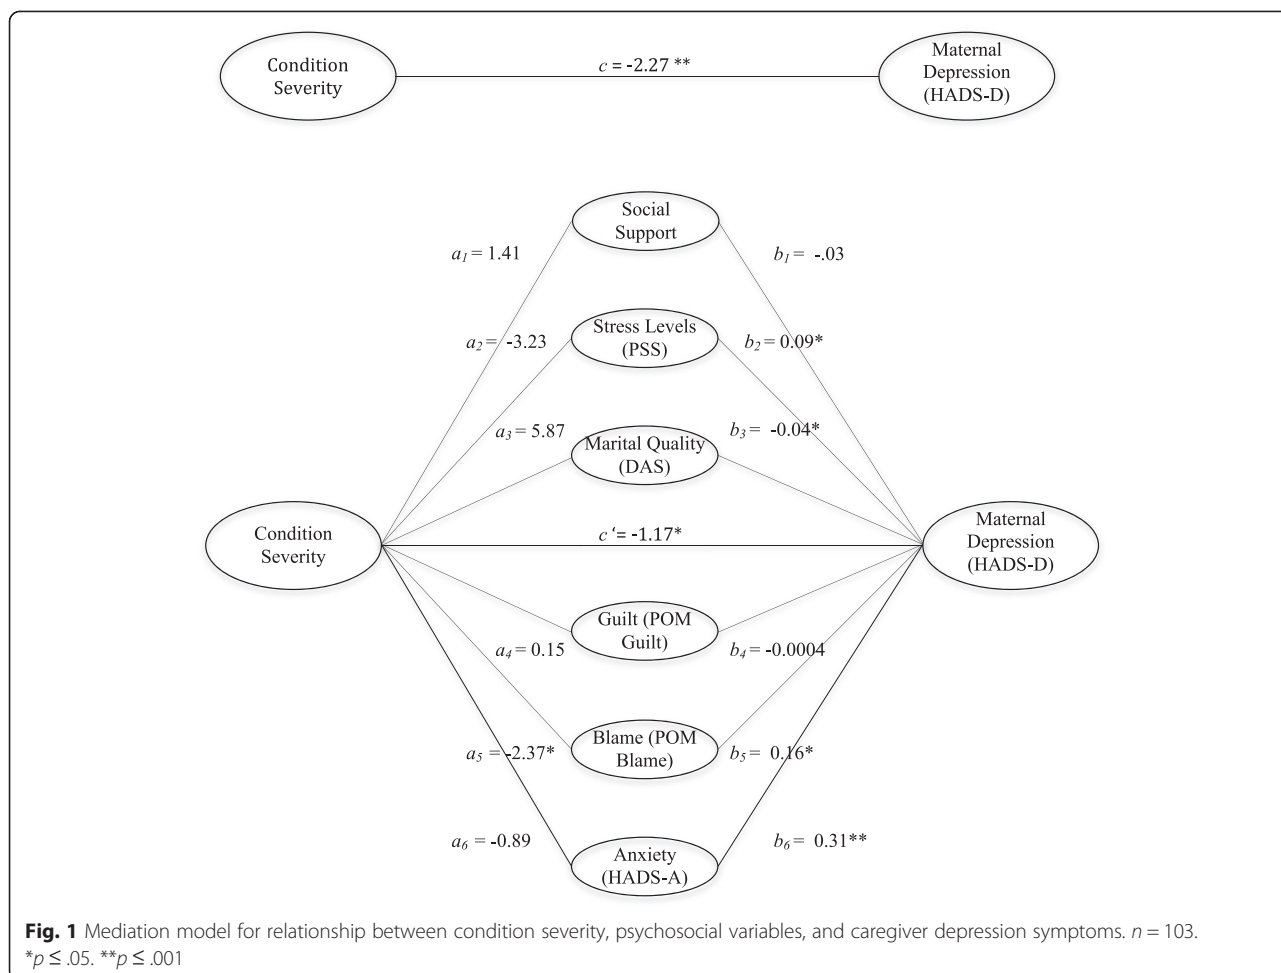 Condition
Severity
c = -2.27 **
Maternal
Depression
(HADS-D)
Social
Support
a1 = 1.41
b1 = -.03
Stress Levels
(PSS)
a2 = -3.23
b2 = 0.09*
a3 = 5.87
Marital Quality
(DAS)
b3 = -0.04*
Condition
Severity
c ‘= -1.17*
Maternal
Depression
(HADS-D)
Guilt (POM
Guilt)
a4 = 0.15
b4 = -0.0004
Blame (POM
Blame)
a5 = -2.37*
b5 = 0.16*
a6 = -0.89
Anxiety
(HADS-A)
b6 = 0.31**
Fig. 1 Mediation model for relationship between condition severity, psychosocial variables, and caregiver depression symptoms. n = 103.
*p ≤ .05. **p ≤ .001